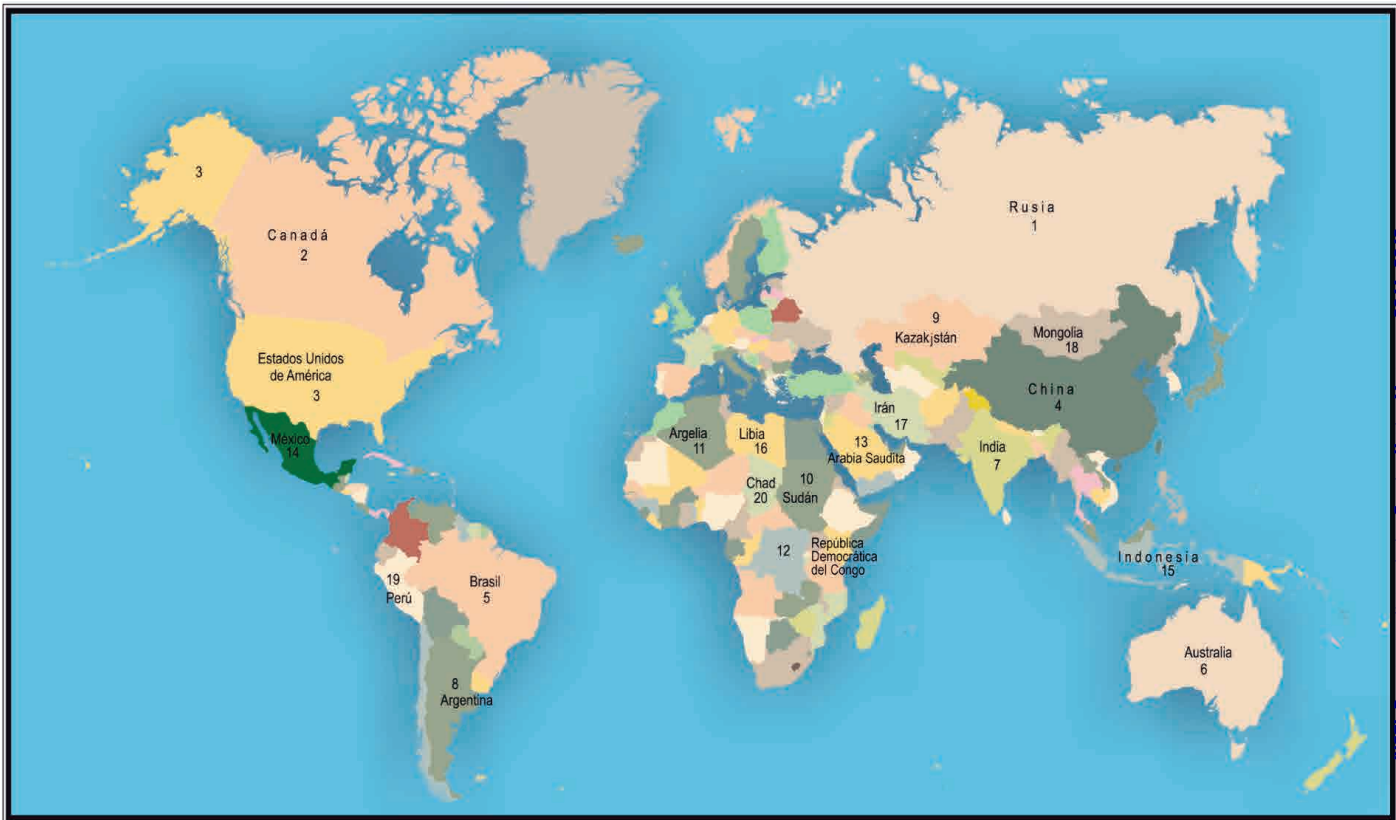 3
Canadá
2
Rusia
1
9
Kazakjstán
Mongolia
18
Estados Unidos
de América
3
China
4
Irán
17
México
14
Argelia
11
Libia
16
13
Arabia Saudita
India
7
Chad
20
10
Sudán
12
República
Democrática
del Congo
Indonesia
15
19
Perú
Brasil
5
Australia
6
8
Argentina